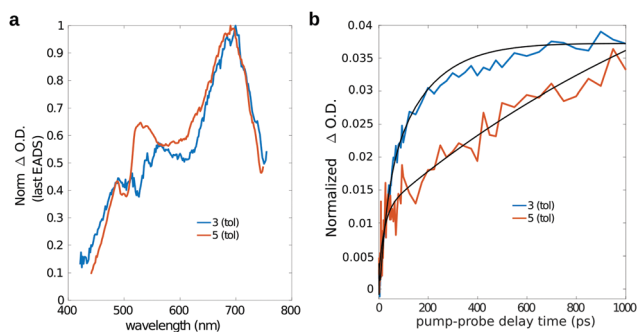 a
1
0.9
0.8
0.7
0.6
0.5
0.4
0.3
0.2
0.1
0
Norm Δ O.D.
(last EADS)
3 (tol)
5 (tol)
400 500 600 700 800
wavelength (nm)
b
0.04
0.035
0.03
0.025
0.02
0.015
0.01
0.005
0
Normalized Δ O.D.
3 (tol)
5 (tol)
0 200 400 600 800 1000
pump-probe delay time (ps)